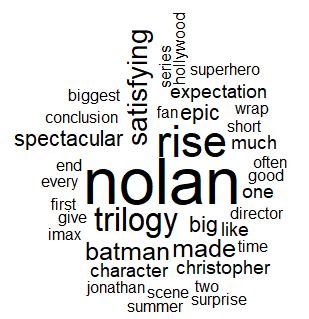 hollywood
series
satisfying
superhero
biggest
expectation
fan epic wrap
conclusion
spectacular
rise
short
much
end
nolan
often
every
good
one
first
trilogy
give
big like
director
imax
batman made time
character christopher
jonathan scene two
summer surprise